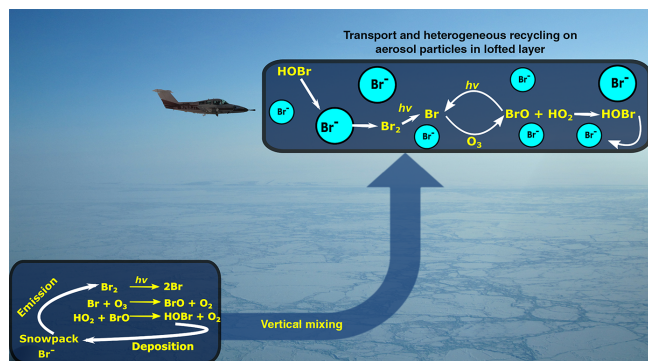 Transport and heterogeneous recycling on
aerosol particles in lofted layer
HOBr
Br⁻
Br⁻
Br⁻
Br⁻
hν
hν
Br⁻
Br₂
Br
BrO + HO₂
HOBr
Br⁻
O₃
Br⁻
Br⁻
Emission
Br₂
hν
2Br
Br + O₃
BrO + O₂
HO₂ + BrO
HOBr + O₂
Snowpack
Br⁻
Deposition
Vertical mixing